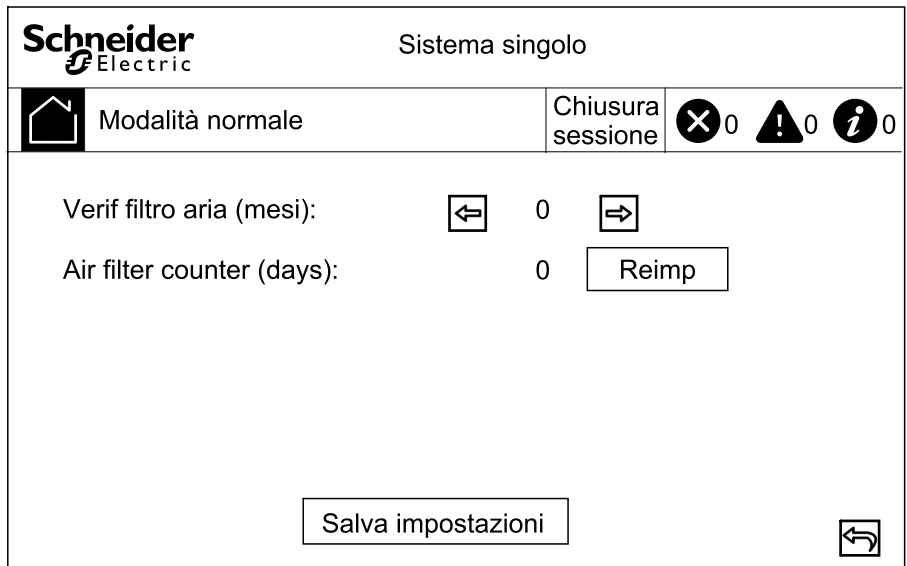 Schneider
Electric
Sistema singolo
Modalità normale
Chiusura
sessione
0
0
0
Verif filtro aria (mesi):
0
Air filter counter (days):
0
Reimp
Salva impostazioni